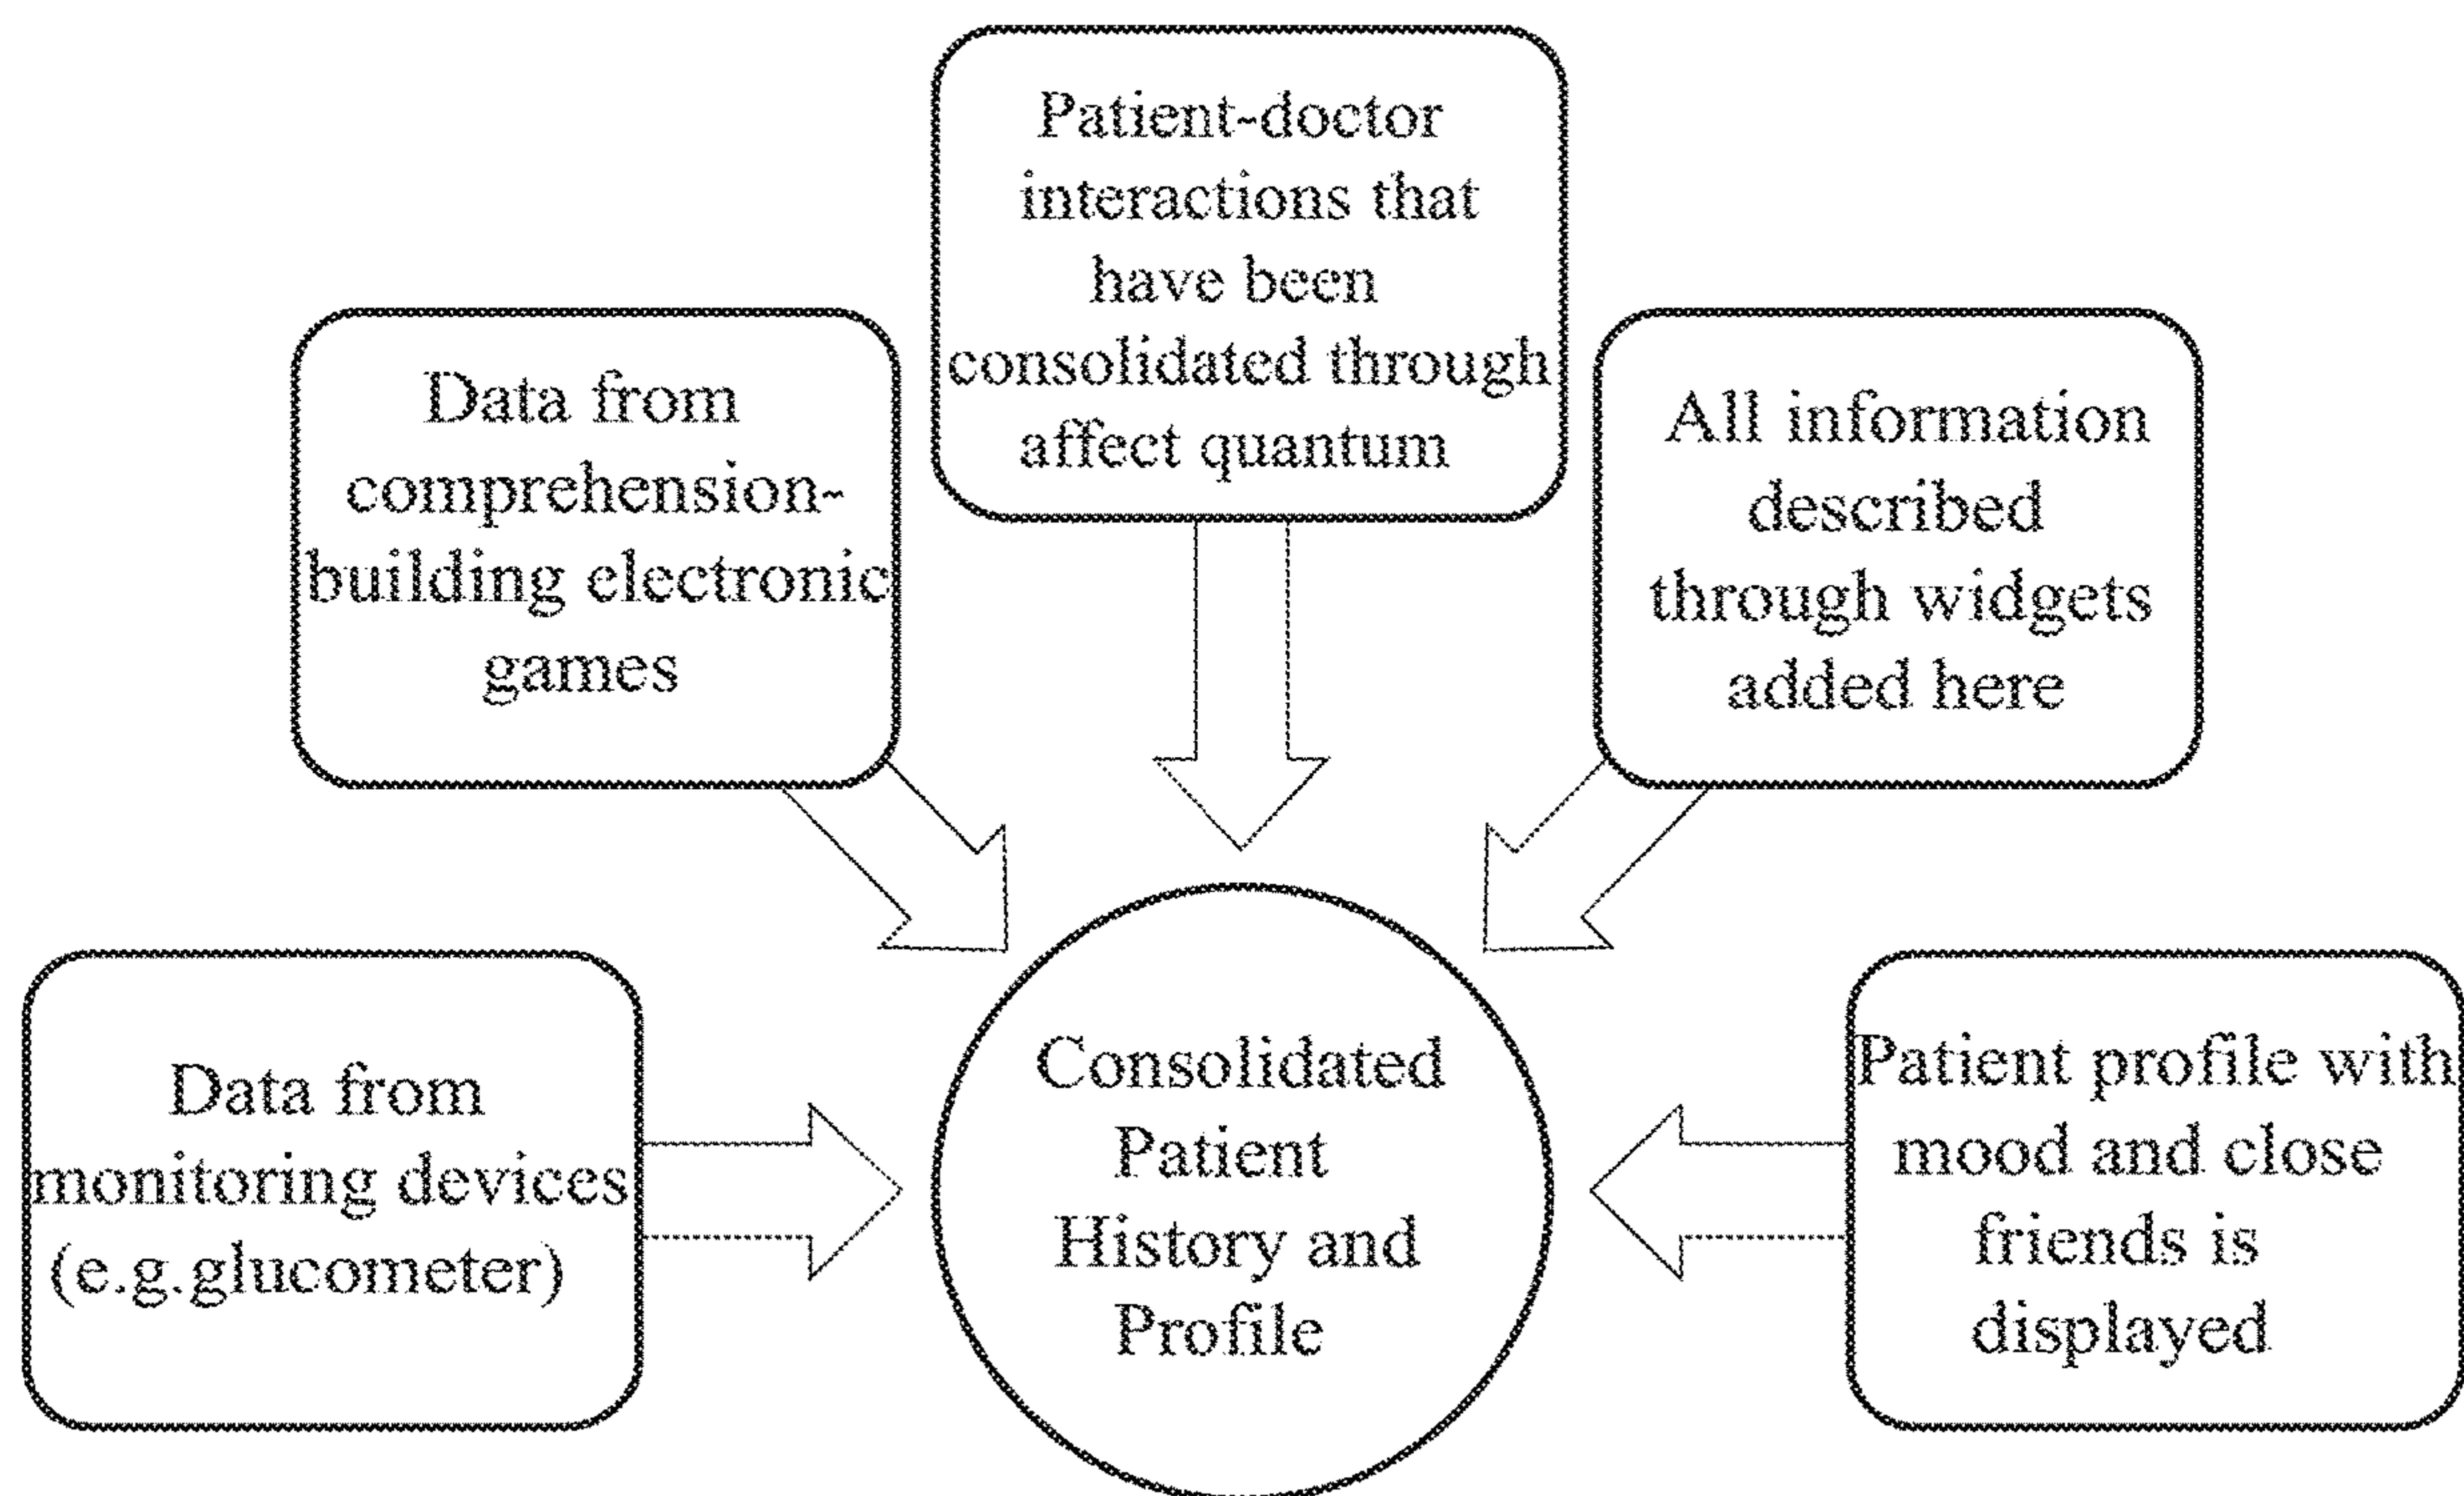 Patient-doctor
interactions that
have been
consolidated through
affect quantum
Data from
comprehension-
building electronic
games
All information
described
through widgets
added here
Data from
monitoring devices
(e.g.glucometer)
Consolidated
Patient
History and
Profile
Patient profile with
mood and close
friends is
displayed